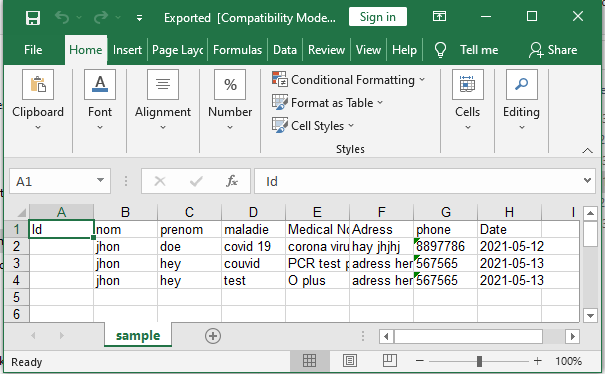 Exported [Compatibility Mode... Sign in
File Home Insert Page Layc Formulas Data Review View Help Tell me Share
Clipboard Font Alignment Number Conditional Formatting Format as Table Cell Styles Cells Editing
Styles
A1 fx Id
A B C D E F G H I
1 Id nom prenom maladie Medical No Adress phone Date
2 jhon doe covid 19 corona viru hay jhjhj 8897786 2021-05-12
3 jhon hey couvid PCR test p adress her 567565 2021-05-13
4 jhon hey test O plus adress her 567565 2021-05-13
5
6
sample
Ready 100%